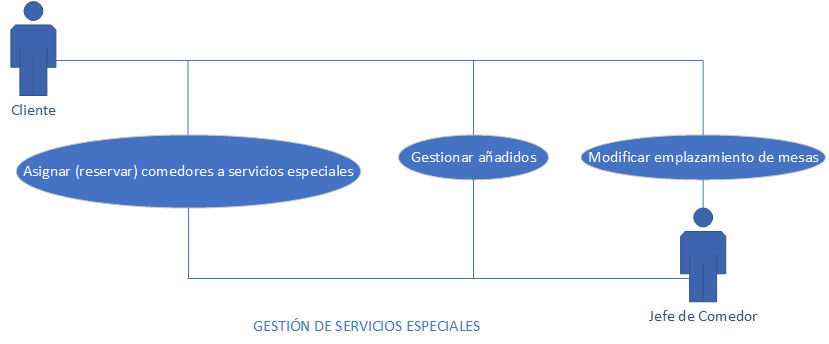 Cliente
Asignar (reservar) comedores a servicios especiales
Gestionar añadidos
Modificar emplazamiento de mesas
Jefe de Comedor
GESTIÓN DE SERVICIOS ESPECIALES